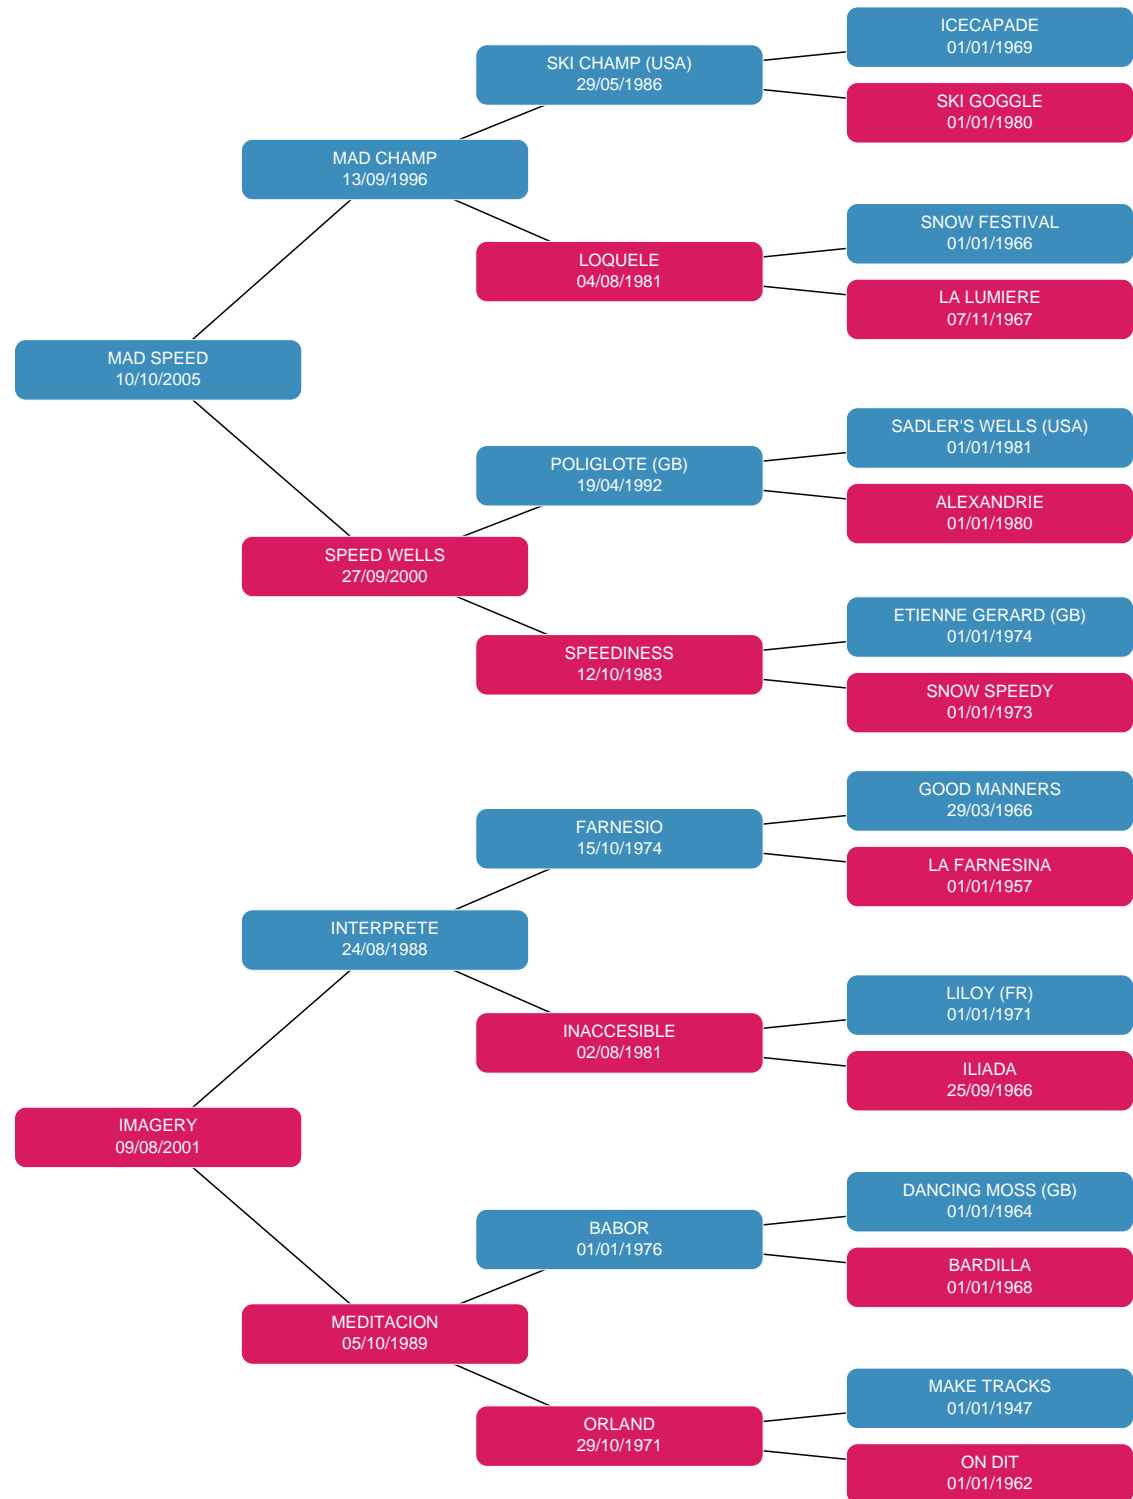 ICECAPADE
01/01/1969
SKI CHAMP (USA)
29/05/1986
SKI GOGGLE
01/01/1980
MAD CHAMP
13/09/1996
SNOW FESTIVAL
01/01/1966
LOQUELE
04/08/1981
LA LUMIERE
07/11/1967
MAD SPEED
10/10/2005
SADLER'S WELLS (USA)
01/01/1981
POLIGLOTE (GB)
19/04/1992
ALEXANDRIE
01/01/1980
SPEED WELLS
27/09/2000
ETIENNE GERARD (GB)
01/01/1974
SPEEDINESS
12/10/1983
SNOW SPEEDY
01/01/1973
GOOD MANNERS
29/03/1966
FARNESIO
15/10/1974
LA FARNESINA
01/01/1957
INTERPRETE
24/08/1988
LILOY (FR)
01/01/1971
INACCESIBLE
02/08/1981
ILIADA
25/09/1966
IMAGERY
09/08/2001
DANCING MOSS (GB)
01/01/1964
BABOR
01/01/1976
BARDILLA
01/01/1968
MEDITACION
05/10/1989
MAKE TRACKS
01/01/1947
ORLAND
29/10/1971
ON DIT
01/01/1962